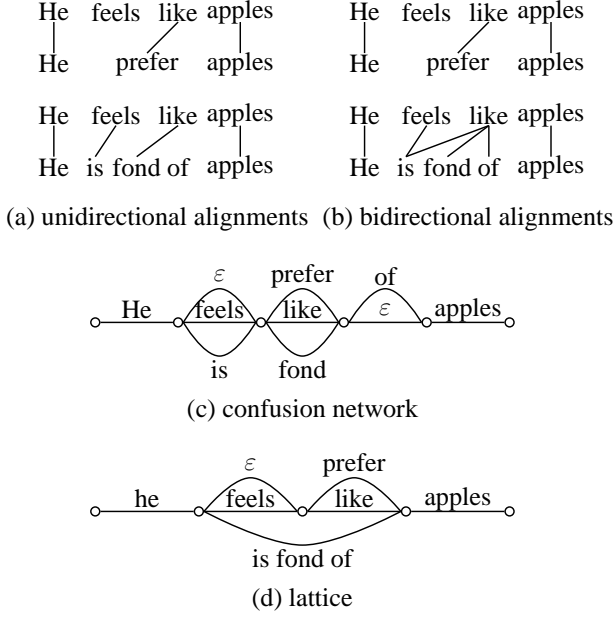 He feels like apples He feels like apples
He prefer apples He prefer apples
He feels like apples He feels like apples
He is fond of apples He is fond of apples
(a) unidirectional alignments (b) bidirectional alignments
ε prefer of
He feels like ε apples
is fond
(c) confusion network
ε prefer
he feels like apples
is fond of
(d) lattice